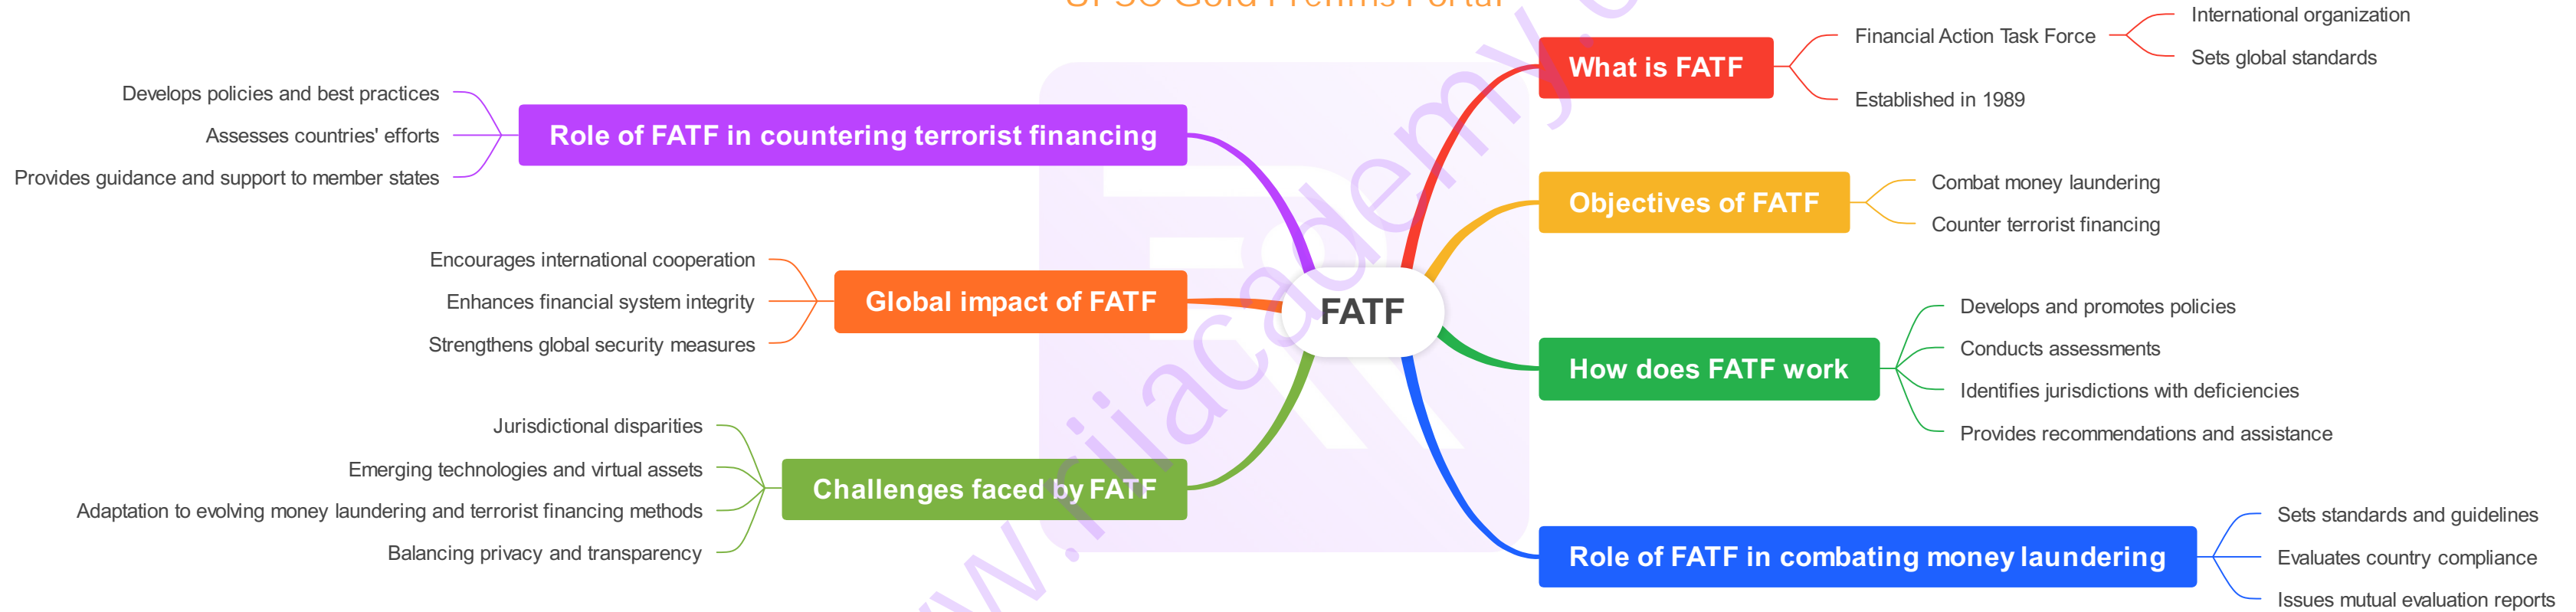 UPSC Gold Prelims Portal
What is FATF
Financial Action Task Force
International organization
Sets global standards
Established in 1989
Objectives of FATF
Combat money laundering
Counter terrorist financing
How does FATF work
Develops and promotes policies
Conducts assessments
Identifies jurisdictions with deficiencies
Provides recommendations and assistance
Role of FATF in combating money laundering
Sets standards and guidelines
Evaluates country compliance
Issues mutual evaluation reports
FATF
Role of FATF in countering terrorist financing
Develops policies and best practices
Assesses countries' efforts
Provides guidance and support to member states
Global impact of FATF
Encourages international cooperation
Enhances financial system integrity
Strengthens global security measures
Challenges faced by FATF
Jurisdictional disparities
Emerging technologies and virtual assets
Adaptation to evolving money laundering and terrorist financing methods
Balancing privacy and transparency